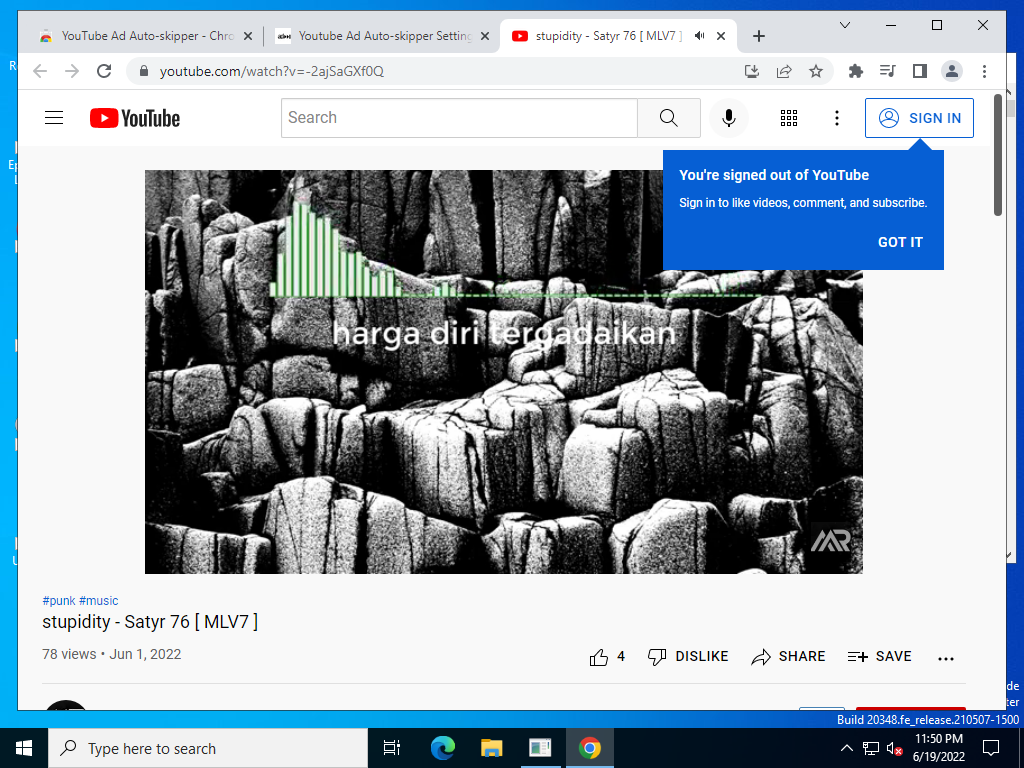 YouTube Ad Auto-skipper - Chro
Youtube Ad Auto-skipper Setting
stupidity - Satyr 76 [ MLV7 ]
youtube.com/watch?v=-2ajSaGXf0Q
YouTube
Search
SIGN IN
You're signed out of YouTube
Sign in to like videos, comment, and subscribe.
GOT IT
harga diri tergadaikan
#punk #music
stupidity - Satyr 76 [ MLV7 ]
78 views • Jun 1, 2022
4 DISLIKE SHARE SAVE
Build 20348.fe_release.210507-1500
Type here to search
11:50 PM
6/19/2022